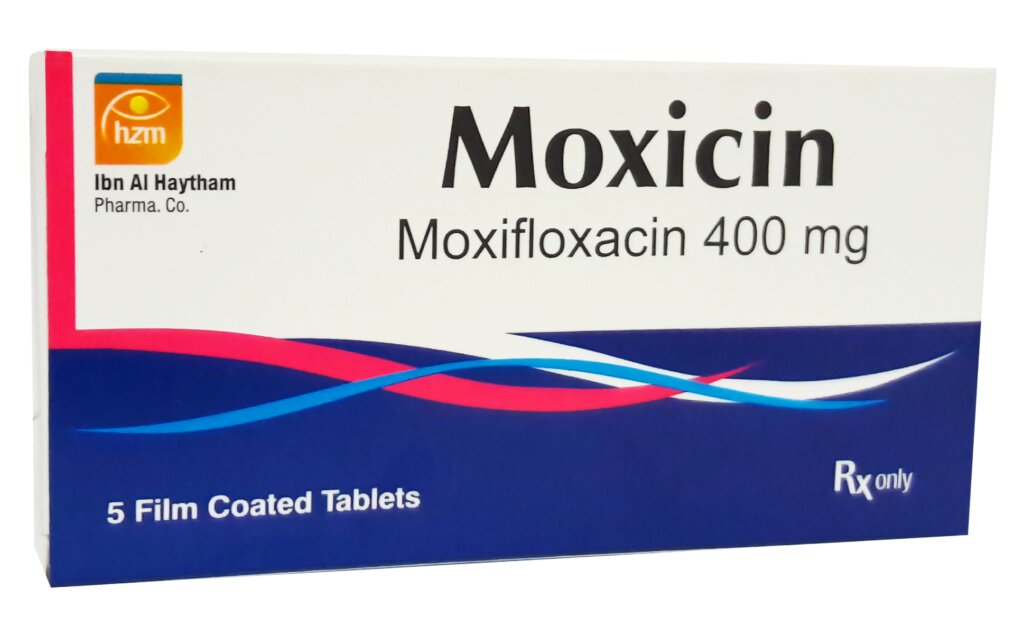 hzm
Ibn Al Haytham
Pharma. Co.
Moxicin
Moxifloxacin 400 mg
5 Film Coated Tablets
Rx only